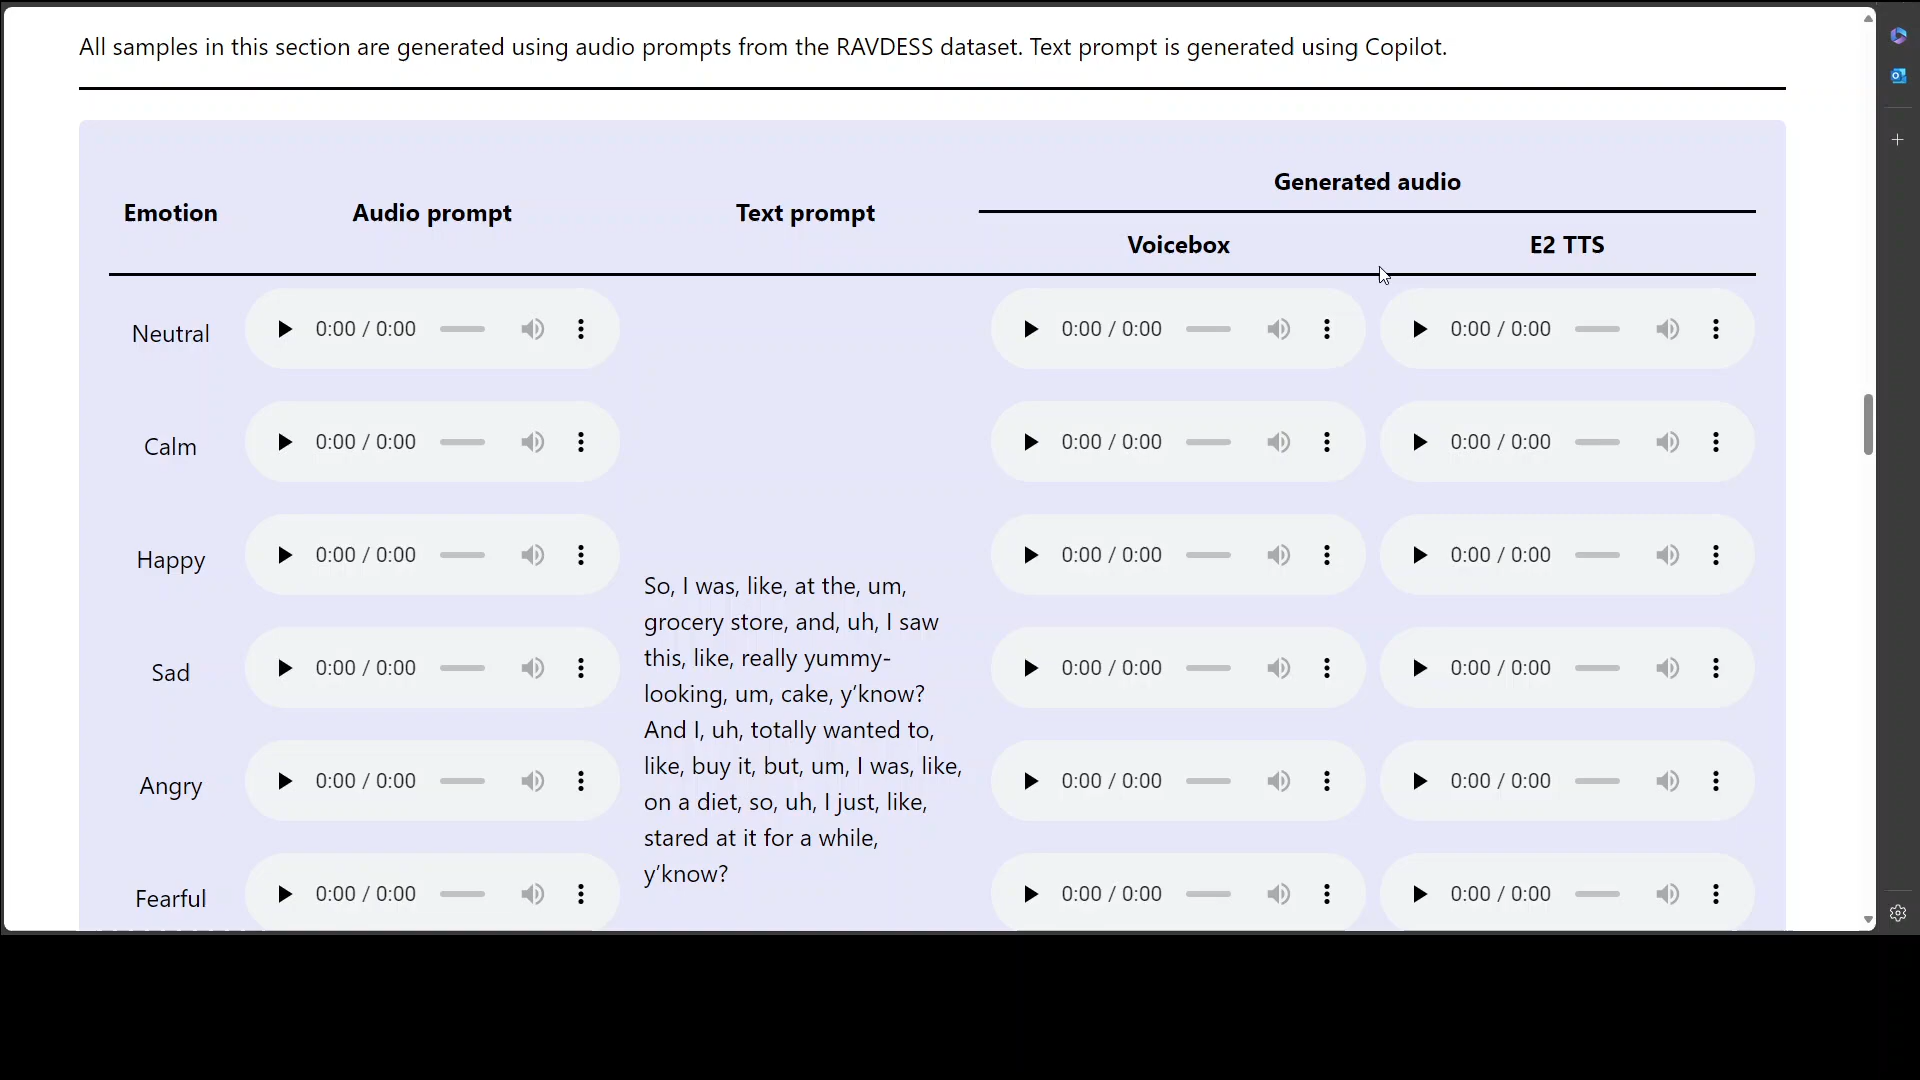 All samples in this section are generated using audio prompts from the RAVDESS dataset. Text prompt is generated using Copilot.
Generated audio
Emotion Audio prompt Text prompt
Voicebox E2 TTS
Neutral 0:00 / 0:00 0:00 / 0:00 0:00 / 0:00
Calm 0:00 / 0:00 0:00 / 0:00 0:00 / 0:00
Happy 0:00 / 0:00 0:00 / 0:00 0:00 / 0:00
Sad 0:00 / 0:00 0:00 / 0:00 0:00 / 0:00
Angry 0:00 / 0:00 0:00 / 0:00 0:00 / 0:00
Fearful 0:00 / 0:00 0:00 / 0:00 0:00 / 0:00
So, I was, like, at the, um,
grocery store, and, uh, I saw
this, like, really yummy-
looking, um, cake, y’know?
And I, uh, totally wanted to,
like, buy it, but, um, I was, like,
on a diet, so, uh, I just, like,
stared at it for a while,
y’know?